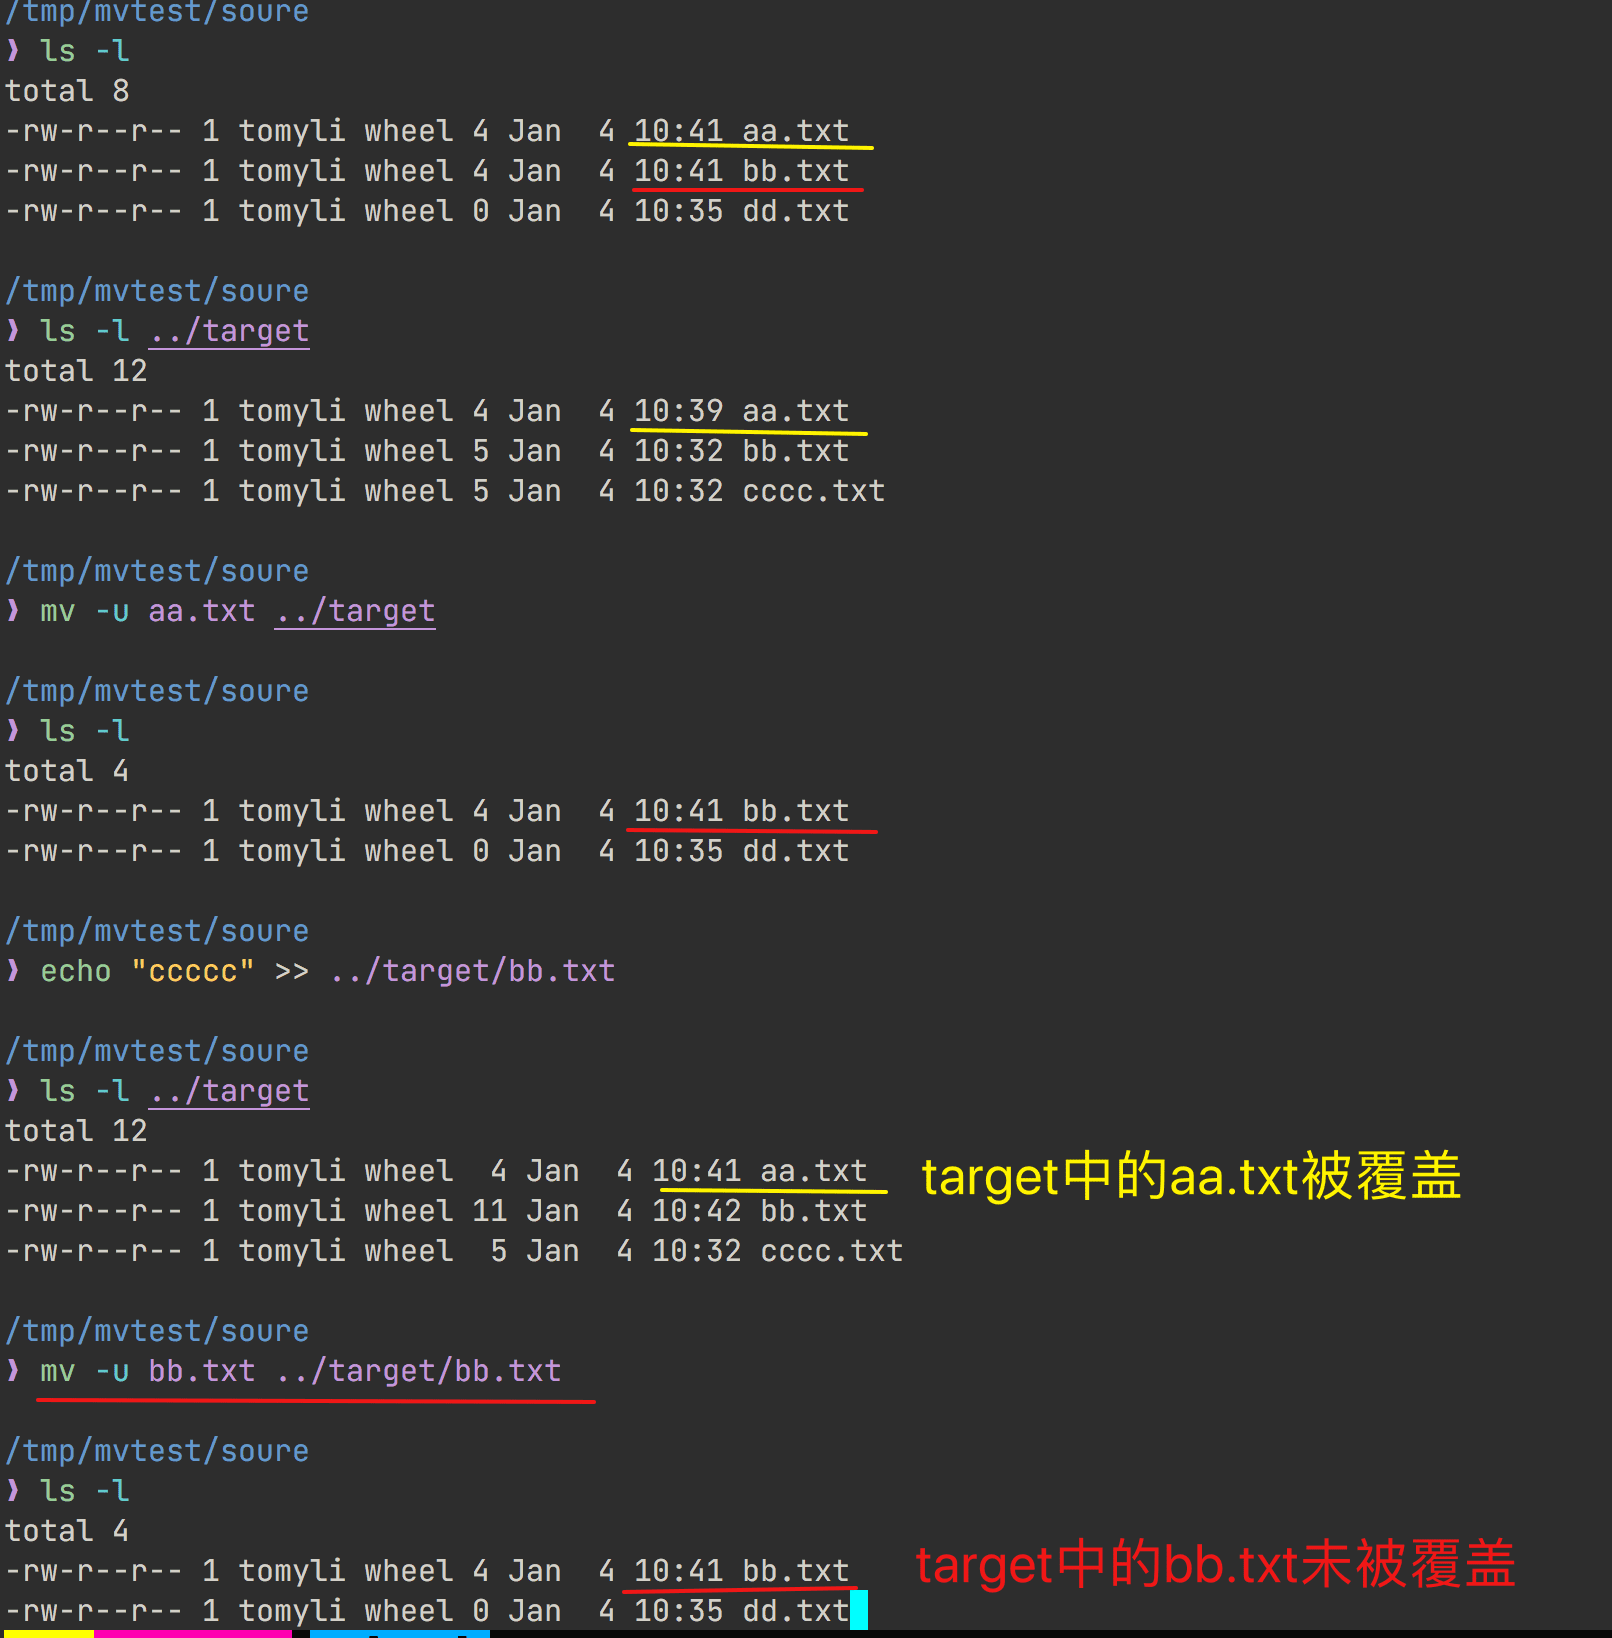 /tmp/mvtest/soure
❱ ls -l
total 8
-rw-r--r-- 1 tomyli wheel 4 Jan  4 10:41 aa.txt
-rw-r--r-- 1 tomyli wheel 4 Jan  4 10:41 bb.txt
-rw-r--r-- 1 tomyli wheel 0 Jan  4 10:35 dd.txt
/tmp/mvtest/soure
❱ ls -l ../target
total 12
-rw-r--r-- 1 tomyli wheel 4 Jan  4 10:39 aa.txt
-rw-r--r-- 1 tomyli wheel 5 Jan  4 10:32 bb.txt
-rw-r--r-- 1 tomyli wheel 5 Jan  4 10:32 cccc.txt
/tmp/mvtest/soure
❱ mv -u aa.txt ../target
/tmp/mvtest/soure
❱ ls -l
total 4
-rw-r--r-- 1 tomyli wheel 4 Jan  4 10:41 bb.txt
-rw-r--r-- 1 tomyli wheel 0 Jan  4 10:35 dd.txt
/tmp/mvtest/soure
❱ echo "ccccc" >> ../target/bb.txt
/tmp/mvtest/soure
❱ ls -l ../target
total 12
-rw-r--r-- 1 tomyli wheel  4 Jan  4 10:41 aa.txt target中的aa.txt被覆盖
-rw-r--r-- 1 tomyli wheel 11 Jan  4 10:42 bb.txt
-rw-r--r-- 1 tomyli wheel  5 Jan  4 10:32 cccc.txt
/tmp/mvtest/soure
❱ mv -u bb.txt ../target/bb.txt
/tmp/mvtest/soure
❱ ls -l
total 4
-rw-r--r-- 1 tomyli wheel 4 Jan  4 10:41 bb.txt target中的bb.txt未被覆盖
-rw-r--r-- 1 tomyli wheel 0 Jan  4 10:35 dd.txt